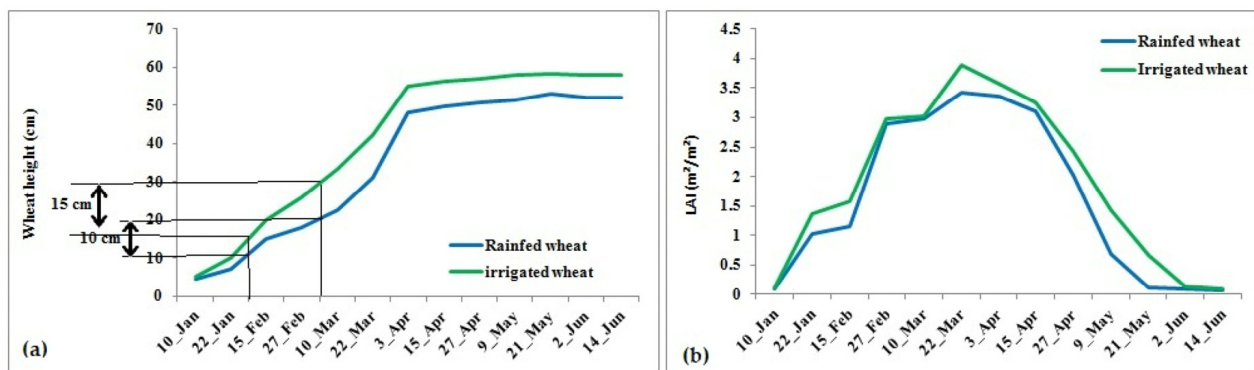 70
60
50
40
30
20
10
0
Wheat height (cm)
15 cm
10 cm
Rainfed wheat
irrigated wheat
10_Jan
22_Jan
15_Feb
27_Feb
10_Mar
22_Mar
3_Apr
15_Apr
27_Apr
9_May
21_May
2_Jun
14_Jun
(a)
4.5
4
3.5
3
2.5
2
1.5
1
0.5
0
LAI (m²/m²)
Rainfed wheat
Irrigated wheat
10_Jan
22_Jan
15_Feb
27_Feb
10_Mar
22_Mar
3_Apr
15_Apr
27_Apr
9_May
21_May
2_Jun
14_Jun
(b)